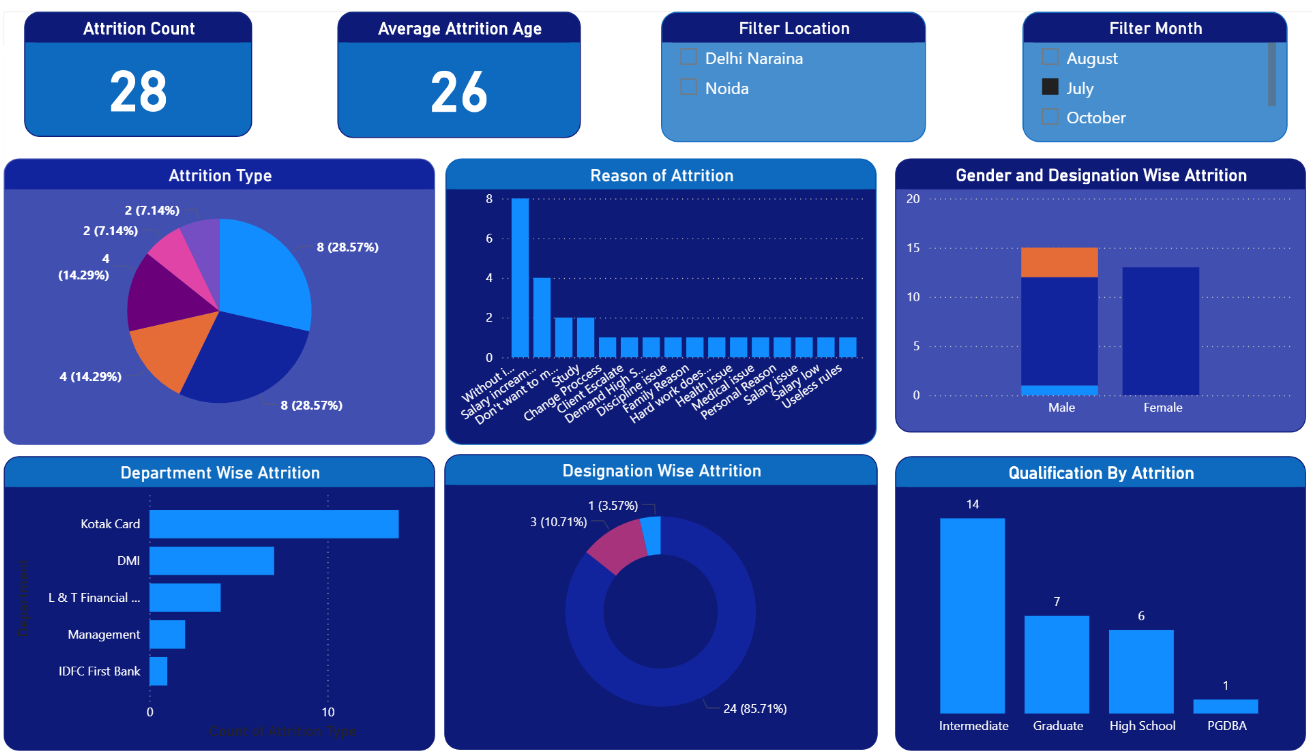 Attrition Count
28
Average Attrition Age
26
Filter Location
Delhi Naraina
Noida
Filter Month
August
July
October
Attrition Type
2 (7.14%)
2 (7.14%)
4
(14.29%)
4 (14.29%)
8 (28.57%)
8 (28.57%)
Reason of Attrition
8
6
4
2
0
Without i...
Salary incream...
Don't want to m...
Study
Change Proccess
Client Escalate
Demand High S...
Discipline issue
Family Reason
Hard work does...
Health issue
Medical issue
Personal Reason
Salary issue
Salary low
Useless rules
Gender and Designation Wise Attrition
20
15
10
5
0
Male
Female
Department Wise Attrition
Department
Kotak Card
DMI
L & T Financial ...
Management
IDFC First Bank
0
10
Count of Attrition Type
Designation Wise Attrition
1 (3.57%)
3 (10.71%)
24 (85.71%)
Qualification By Attrition
14
7
6
1
Intermediate
Graduate
High School
PGDBA